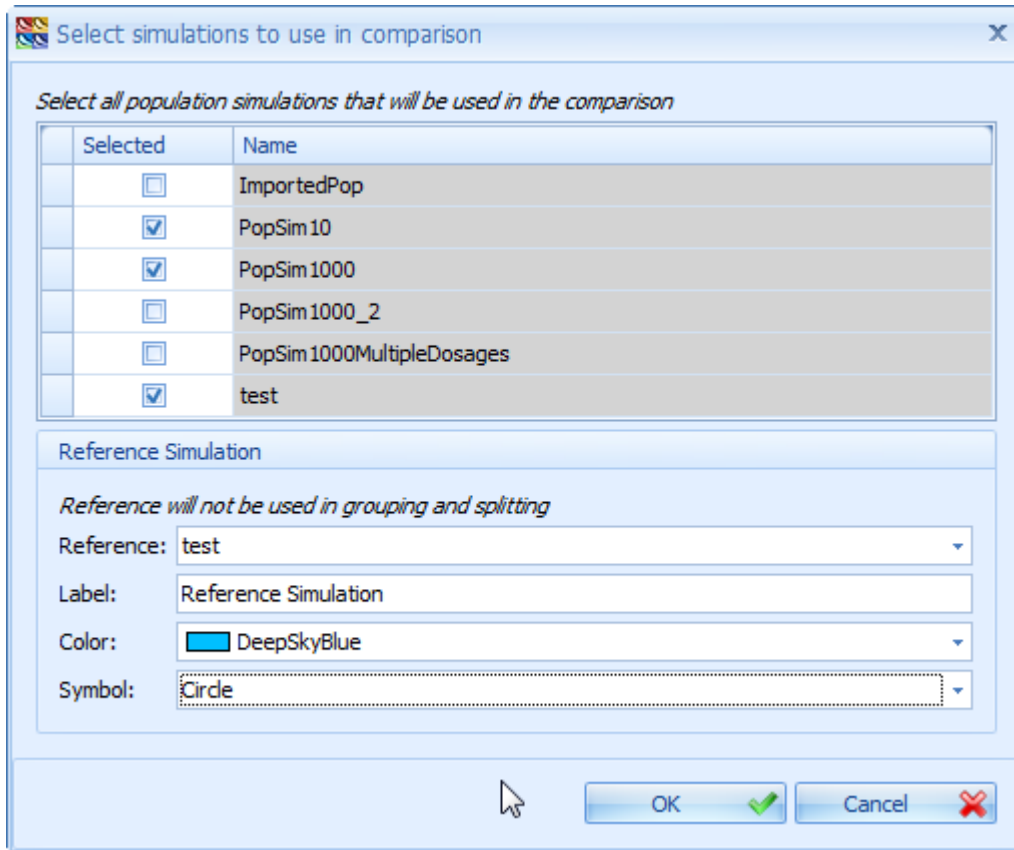 Select simulations to use in comparison
Select all population simulations that will be used in the comparison
Selected Name
ImportedPop
PopSim10
PopSim1000
PopSim1000_2
PopSim1000MultipleDosages
test
Reference Simulation
Reference will not be used in grouping and splitting
Reference: test
Label: Reference Simulation
Color: DeepSkyBlue
Symbol: Circle
OK Cancel